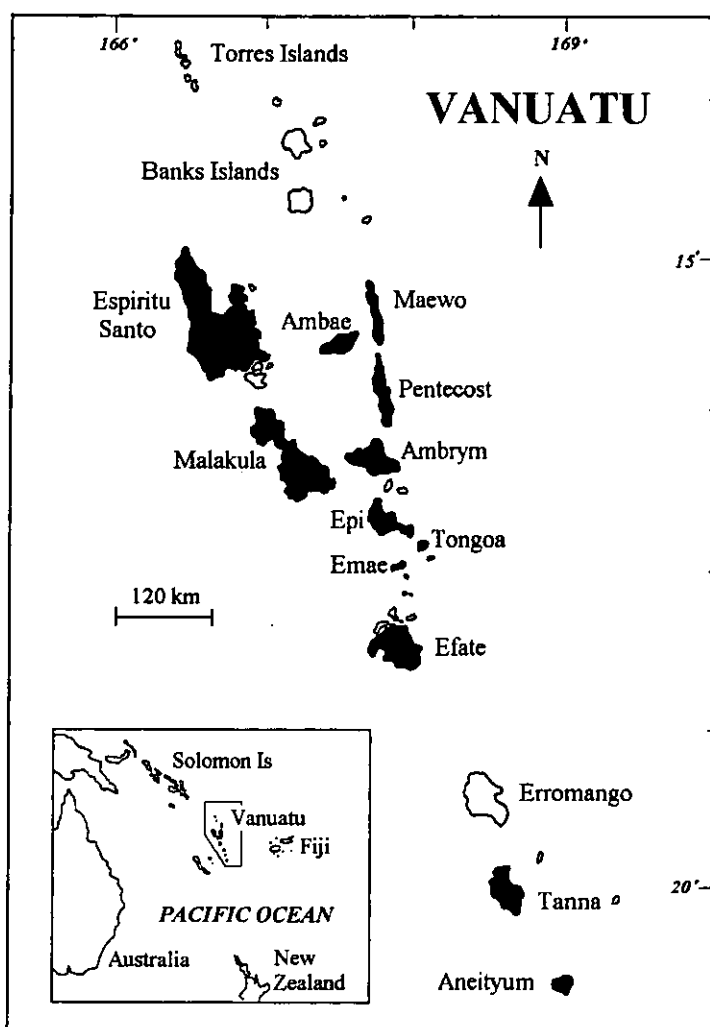 166°
169°
Torres Islands
VANUATU
N
Banks Islands
15°
Espiritu
Santo
Ambae
Maewo
Pentecost
Malakula
Ambrym
Epi
Tongoa
Emae
120 km
Efate
Solomon Is
Vanuatu
Fiji
Erromango
PACIFIC OCEAN
20°
Tanna
Australia
New
Zealand
Aneityum